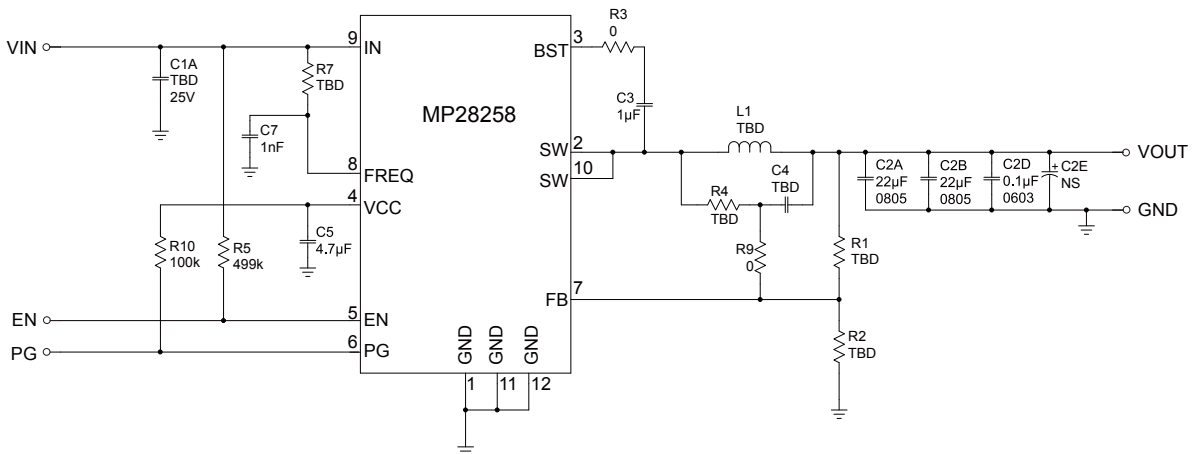 VIN
C1A
TBD
25V
R7
TBD
C7
1nF
9
IN
8
FREQ
4
VCC
C5
4.7µF
R10
100k
R5
499k
EN
5
EN
PG
6
PG
MP28258
GND
GND
GND
1
11
12
3
BST
R3
0
C3
1µF
SW
2
SW
10
L1
TBD
C4
TBD
R4
TBD
R9
0
FB
7
R1
TBD
R2
TBD
C2A
22µF
0805
C2B
22µF
0805
C2D
0.1µF
0603
+
C2E
NS
VOUT
GND